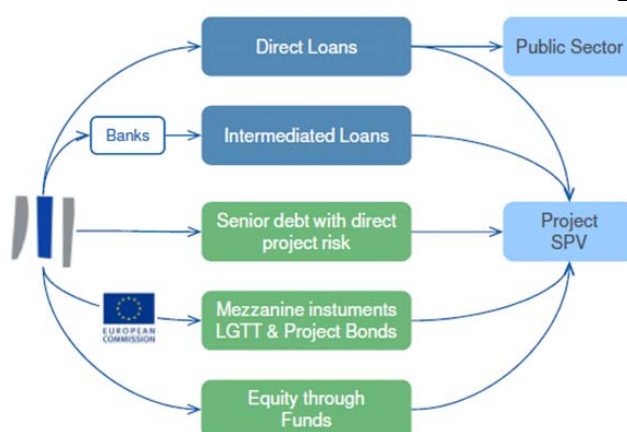 Direct Loans
Public Sector
Banks
Intermediated Loans
Senior debt with direct
project risk
Project
SPV
EUROPEAN
COMMISSION
Mezzanine instuments
LGTT & Project Bonds
Equity through
Funds